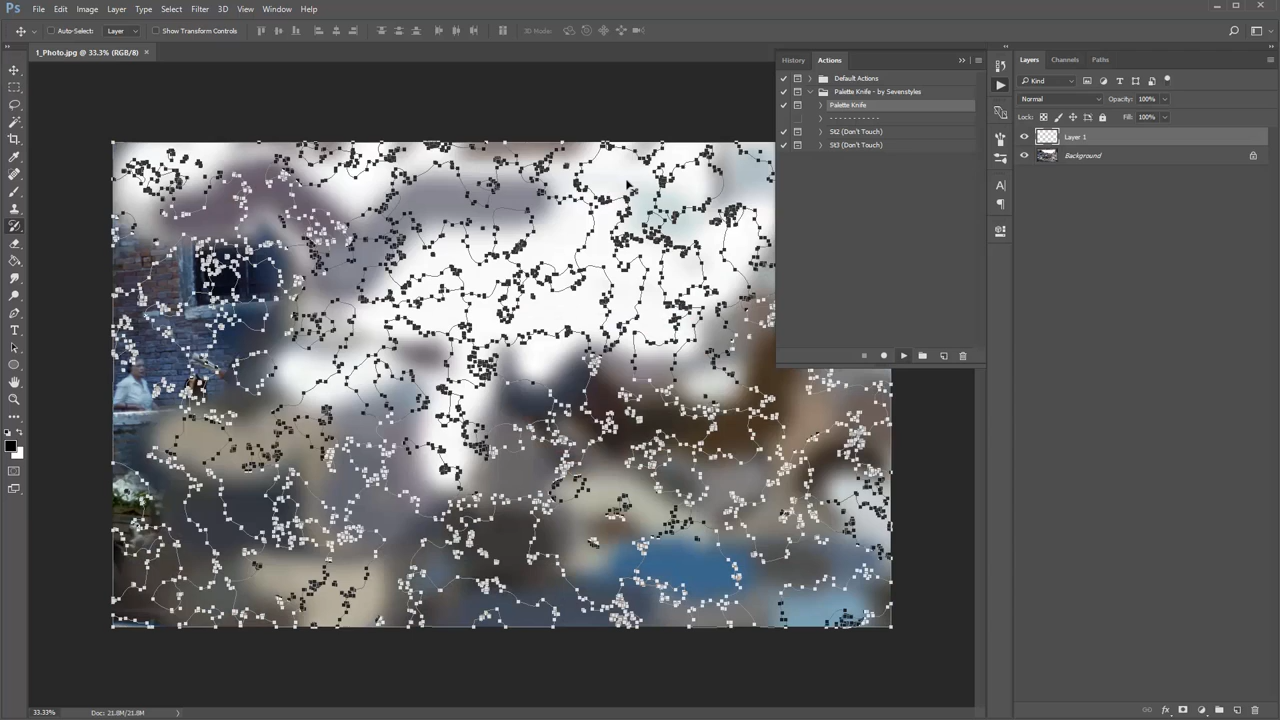 Ps File Edit Image Layer Type Select Filter 3D View Window Help
Auto-Select: Layer Show Transform Controls 3D Mode:
1_Photo.jpg @ 33.3% (RGB/8) ×
History Actions
Default Actions
Palette Knife - by Sevenstyles
Palette Knife
- - - - - - - - - - -
St2 (Don't Touch)
St3 (Don't Touch)
Layers Channels Paths
Kind
Normal Opacity: 100%
Lock: Fill: 100%
Layer 1
Background
33.33% Doc: 21.8M/21.8M